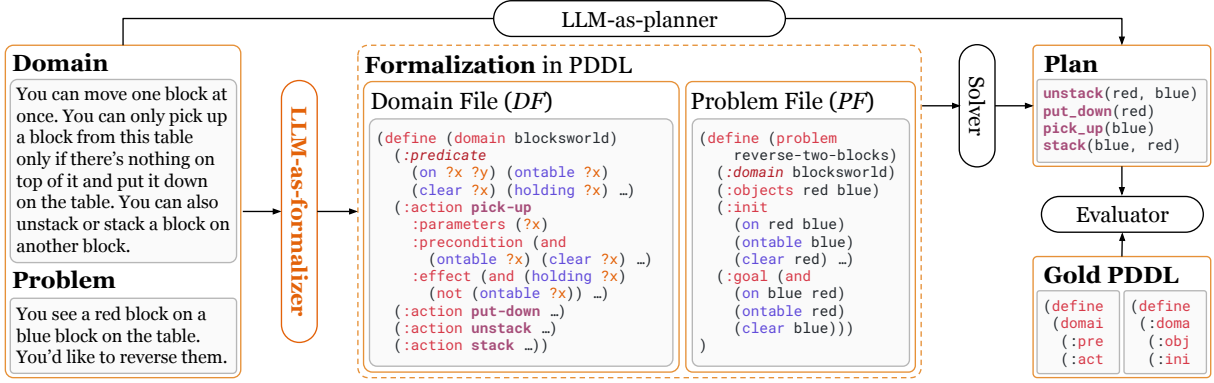 LLM-as-planner
Domain
You can move one block at
once. You can only pick up
a block from this table
only if there's nothing on
top of it and put it down
on the table. You can also
unstack or stack a block on
another block.
Problem
You see a red block on a
blue block on the table.
You'd like to reverse them.
LLM-as-formalizer
Formalization in PDDL
Domain File (DF)
(define (domain blocksworld)
(:predicate
(on ?x ?y) (ontable ?x)
(clear ?x) (holding ?x) …)
(:action pick-up
:parameters (?x)
:precondition (and
(ontable ?x) (clear ?x) …)
:effect (and (holding ?x)
(not (ontable ?x)) …)
(:action put-down …)
(:action unstack …)
(:action stack …))
Problem File (PF)
(define (problem
reverse-two-blocks)
(:domain blocksworld)
(:objects red blue)
(:init
(on red blue)
(ontable blue)
(clear red) …)
(:goal (and
(on blue red)
(ontable red)
(clear blue)))
)
Solver
Plan
unstack(red, blue)
put_down(red)
pick_up(blue)
stack(blue, red)
Evaluator
Gold PDDL
(define
(domai
(:pre
(:act
(define
(:doma
(:obj
(:ini